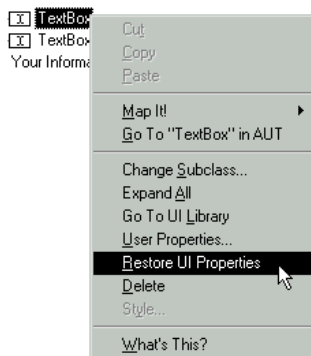 TextBox
TextBox
Your Informa
Cut
Copy
Paste
Map It!
Go To "TextBox" in AUT
Change Subclass...
Expand All
Go To UI Library
User Properties...
Restore UI Properties
Delete
Style...
What's This?